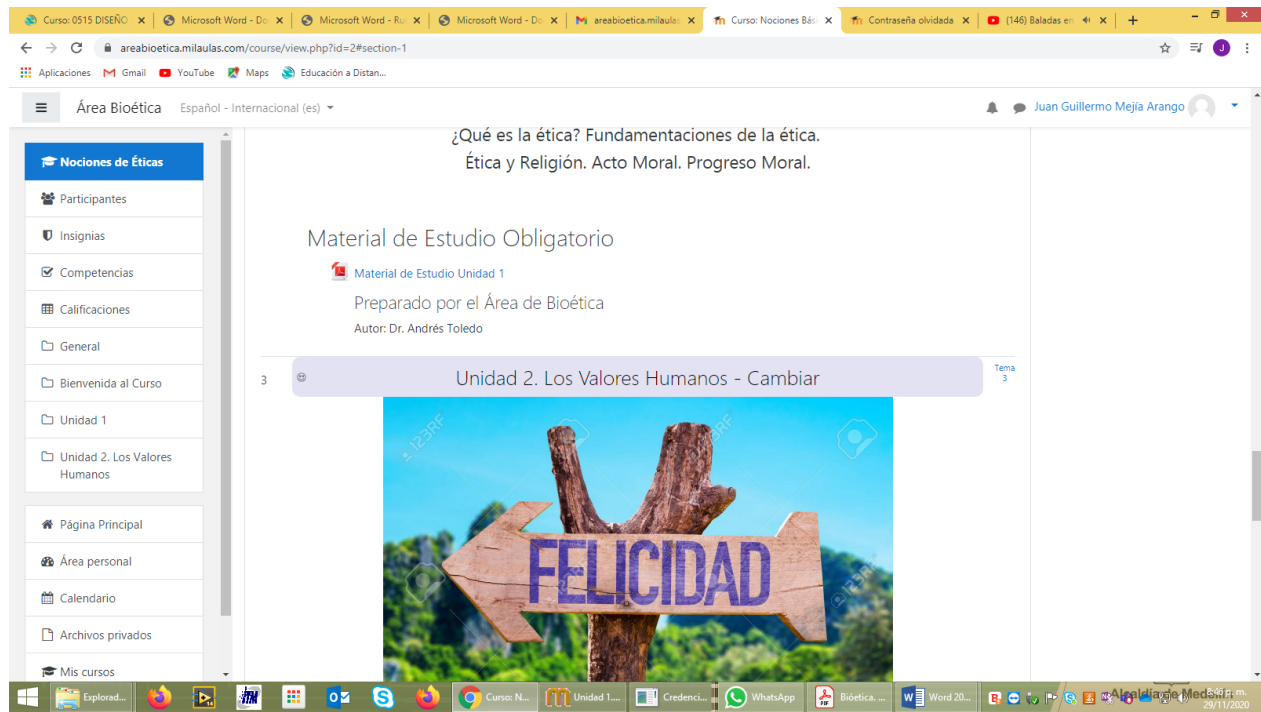 Curso: 0515 DISEÑO
Microsoft Word - Do
Microsoft Word - Ru
Microsoft Word - Do
areabioetica.milaulas
Curso: Nociones Bás
Contraseña olvidada
(146) Baladas en
areabioetica.milaulas.com/course/view.php?id=2#section-1
J
Aplicaciones
Gmail
YouTube
Maps
Educación a Distan...
Área Bioética
Español - Internacional (es)
Juan Guillermo Mejía Arango
Nociones de Éticas
Participantes
Insignias
Competencias
Calificaciones
General
Bienvenida al Curso
Unidad 1
Unidad 2. Los Valores
Humanos
Página Principal
Área personal
Calendario
Archivos privados
Mis cursos
¿Qué es la ética? Fundamentaciones de la ética.
Ética y Religión. Acto Moral. Progreso Moral.
Material de Estudio Obligatorio
Material de Estudio Unidad 1
Preparado por el Área de Bioética
Autor: Dr. Andrés Toledo
3
Unidad 2. Los Valores Humanos - Cambiar
Tema
3
123RF
123RF
FELICIDAD
123RF
Explorad...
Curso: N...
Unidad 1....
Credenci...
WhatsApp
Bióetica. ...
Word 20...
Alcaldía de Medellín
29/11/2020